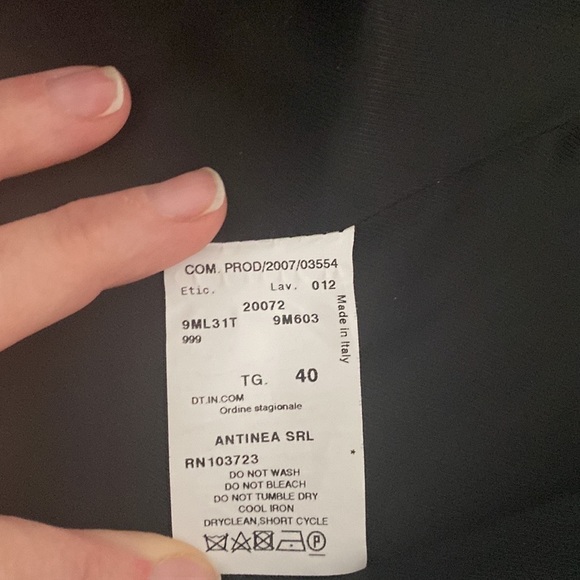 COM. PROD/2007/03554
Etic. Lav. 012
20072
9ML31T 9M603
999
Made in Italy
TG. 40
DT.IN.COM
Ordine stagionale
ANTINEA SRL
*
RN103723
DO NOT WASH
DO NOT BLEACH
DO NOT TUMBLE DRY
COOL IRON
DRYCLEAN,SHORT CYCLE
P